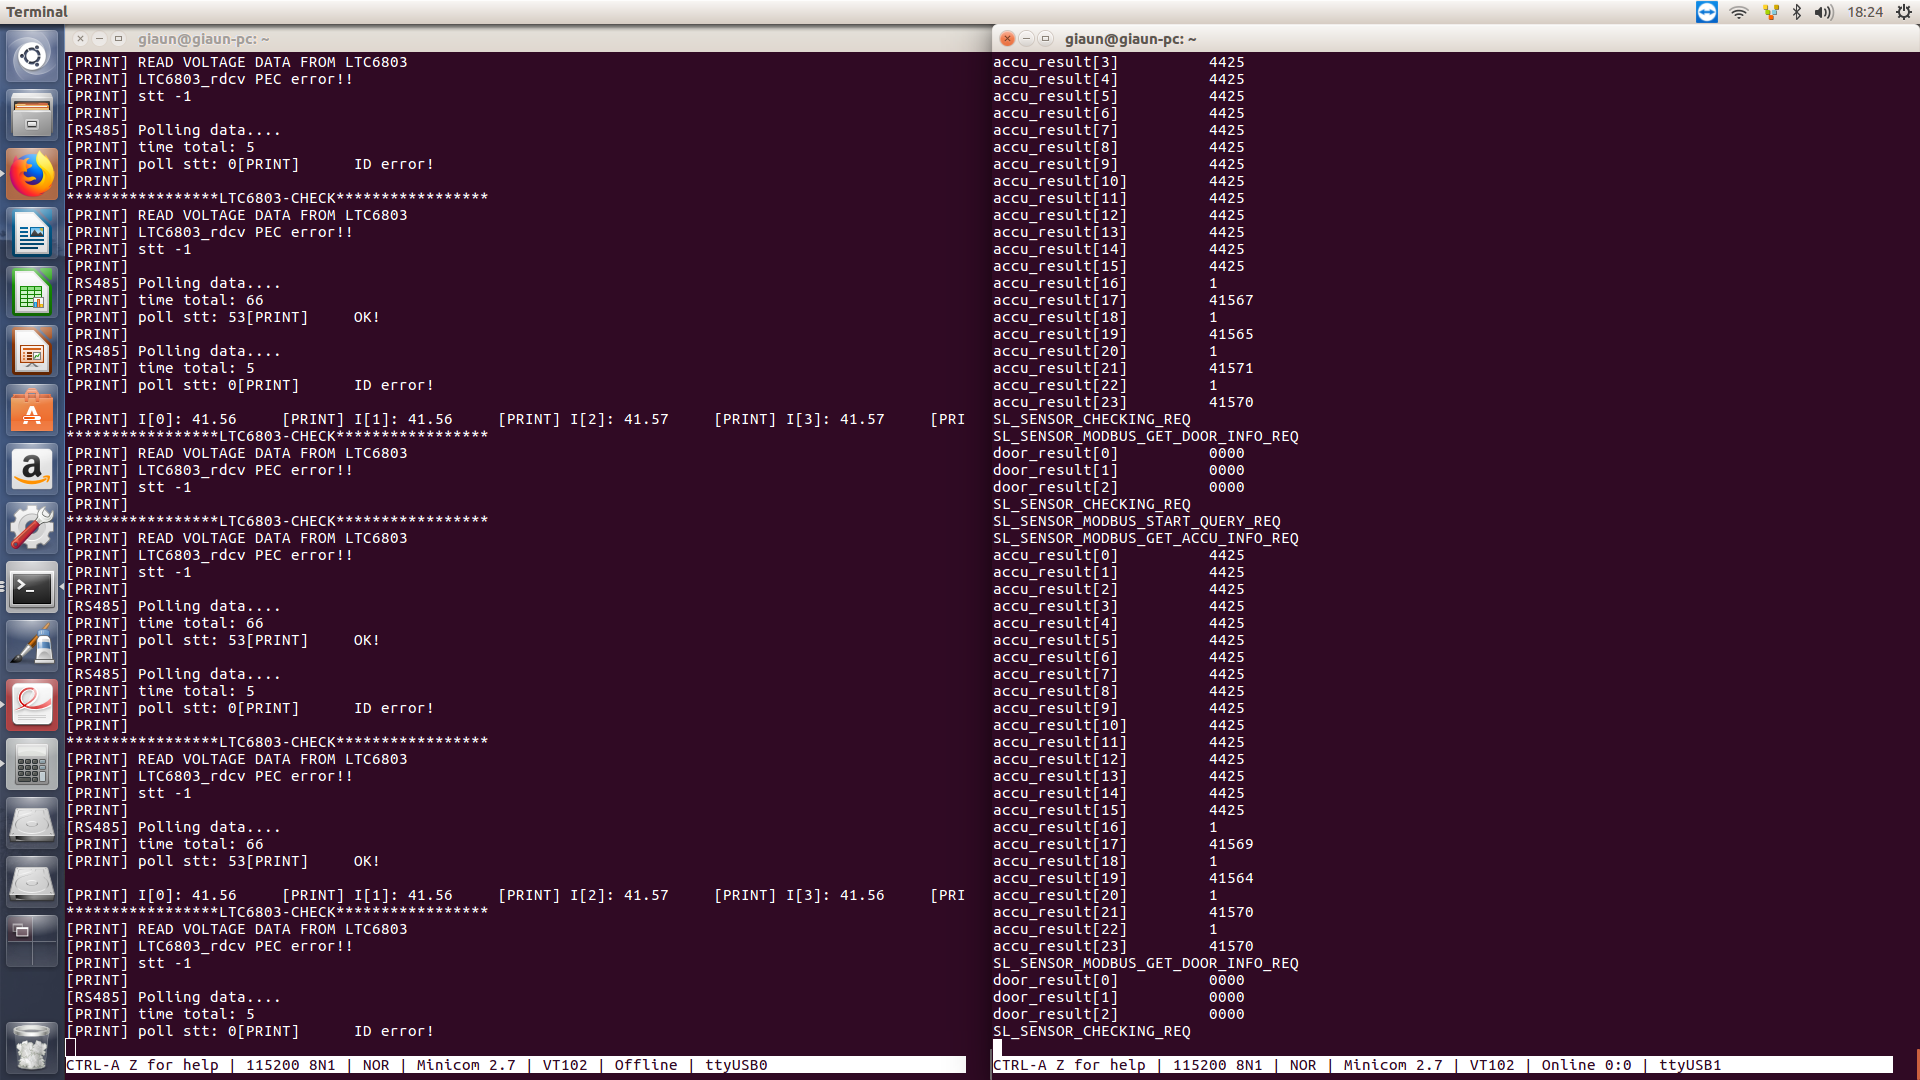 Terminal
18:24
giaun@giaun-pc: ~
[PRINT] READ VOLTAGE DATA FROM LTC6803
[PRINT] LTC6803_rdcv PEC error!!
[PRINT] stt -1
[PRINT]
[RS485] Polling data....
[PRINT] time total: 5
[PRINT] poll stt: 0[PRINT]      ID error!
[PRINT]
*****************LTC6803-CHECK*****************
[PRINT] READ VOLTAGE DATA FROM LTC6803
[PRINT] LTC6803_rdcv PEC error!!
[PRINT] stt -1
[PRINT]
[RS485] Polling data....
[PRINT] time total: 66
[PRINT] poll stt: 53[PRINT]     OK!
[PRINT]
[RS485] Polling data....
[PRINT] time total: 5
[PRINT] poll stt: 0[PRINT]      ID error!
[PRINT] I[0]: 41.56     [PRINT] I[1]: 41.56     [PRINT] I[2]: 41.57     [PRINT] I[3]: 41.57     [PRI
*****************LTC6803-CHECK*****************
[PRINT] READ VOLTAGE DATA FROM LTC6803
[PRINT] LTC6803_rdcv PEC error!!
[PRINT] stt -1
[PRINT]
*****************LTC6803-CHECK*****************
[PRINT] READ VOLTAGE DATA FROM LTC6803
[PRINT] LTC6803_rdcv PEC error!!
[PRINT] stt -1
[PRINT]
[RS485] Polling data....
[PRINT] time total: 66
[PRINT] poll stt: 53[PRINT]     OK!
[PRINT]
[RS485] Polling data....
[PRINT] time total: 5
[PRINT] poll stt: 0[PRINT]      ID error!
[PRINT]
*****************LTC6803-CHECK*****************
[PRINT] READ VOLTAGE DATA FROM LTC6803
[PRINT] LTC6803_rdcv PEC error!!
[PRINT] stt -1
[PRINT]
[RS485] Polling data....
[PRINT] time total: 66
[PRINT] poll stt: 53[PRINT]     OK!
[PRINT] I[0]: 41.56     [PRINT] I[1]: 41.56     [PRINT] I[2]: 41.57     [PRINT] I[3]: 41.56     [PRI
*****************LTC6803-CHECK*****************
[PRINT] READ VOLTAGE DATA FROM LTC6803
[PRINT] LTC6803_rdcv PEC error!!
[PRINT] stt -1
[PRINT]
[RS485] Polling data....
[PRINT] time total: 5
[PRINT] poll stt: 0[PRINT]      ID error!
CTRL-A Z for help | 115200 8N1 | NOR | Minicom 2.7 | VT102 | Offline | ttyUSB0
giaun@giaun-pc: ~
accu_result[3]          4425
accu_result[4]          4425
accu_result[5]          4425
accu_result[6]          4425
accu_result[7]          4425
accu_result[8]          4425
accu_result[9]          4425
accu_result[10]         4425
accu_result[11]         4425
accu_result[12]         4425
accu_result[13]         4425
accu_result[14]         4425
accu_result[15]         4425
accu_result[16]         1
accu_result[17]         41567
accu_result[18]         1
accu_result[19]         41565
accu_result[20]         1
accu_result[21]         41571
accu_result[22]         1
accu_result[23]         41570
SL_SENSOR_CHECKING_REQ
SL_SENSOR_MODBUS_GET_DOOR_INFO_REQ
door_result[0]          0000
door_result[1]          0000
door_result[2]          0000
SL_SENSOR_CHECKING_REQ
SL_SENSOR_MODBUS_START_QUERY_REQ
SL_SENSOR_MODBUS_GET_ACCU_INFO_REQ
accu_result[0]          4425
accu_result[1]          4425
accu_result[2]          4425
accu_result[3]          4425
accu_result[4]          4425
accu_result[5]          4425
accu_result[6]          4425
accu_result[7]          4425
accu_result[8]          4425
accu_result[9]          4425
accu_result[10]         4425
accu_result[11]         4425
accu_result[12]         4425
accu_result[13]         4425
accu_result[14]         4425
accu_result[15]         4425
accu_result[16]         1
accu_result[17]         41569
accu_result[18]         1
accu_result[19]         41564
accu_result[20]         1
accu_result[21]         41570
accu_result[22]         1
accu_result[23]         41570
SL_SENSOR_MODBUS_GET_DOOR_INFO_REQ
door_result[0]          0000
door_result[1]          0000
door_result[2]          0000
SL_SENSOR_CHECKING_REQ
CTRL-A Z for help | 115200 8N1 | NOR | Minicom 2.7 | VT102 | Online 0:0 | ttyUSB1